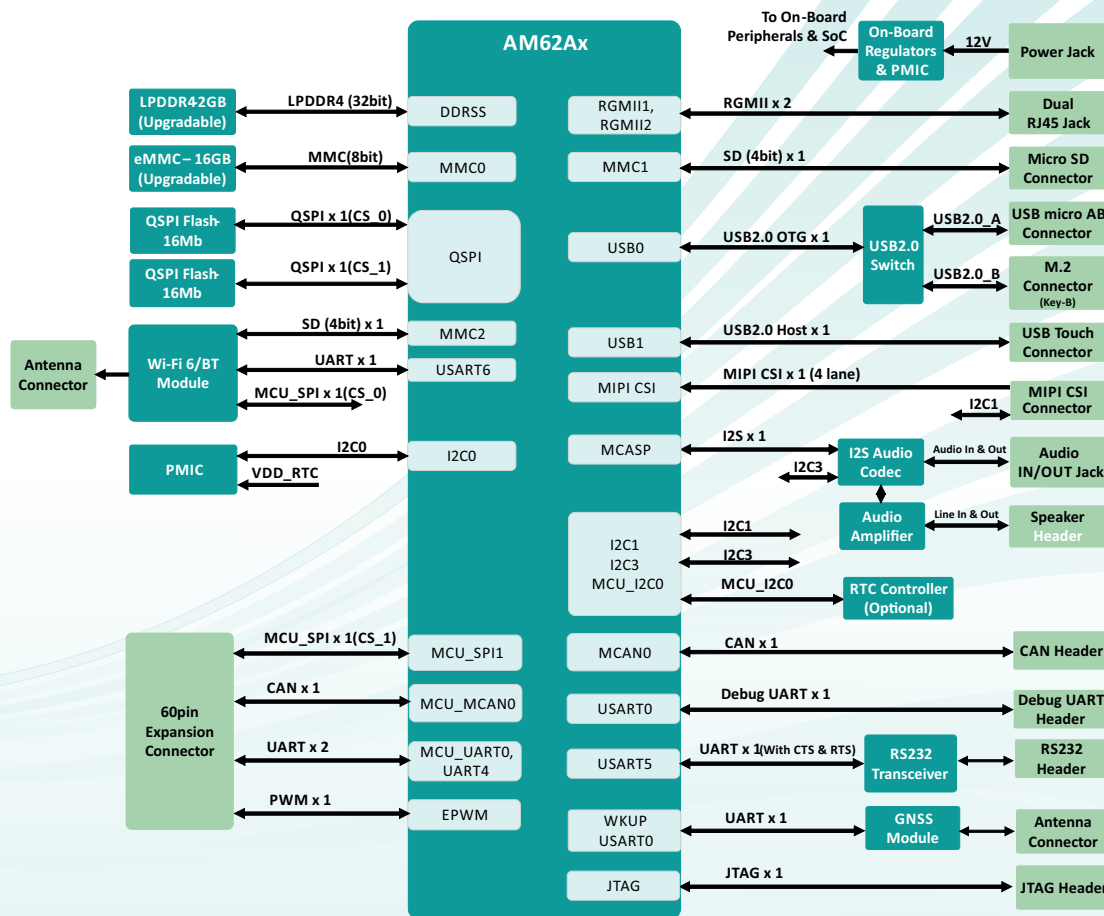 AM62Ax
To On-Board
Peripherals & SoC
On-Board
Regulators
& PMIC
12V
Power Jack
LPDDR4-2GB
(Upgradable)
LPDDR4 (32bit)
DDRSS
RGMII1,
RGMII2
RGMII x 2
Dual
RJ45 Jack
eMMC – 16GB
(Upgradable)
MMC(8bit)
MMC0
MMC1
SD (4bit) x 1
Micro SD
Connector
QSPI Flash-
16Mb
QSPI x 1(CS_0)
QSPI
QSPI Flash-
16Mb
QSPI x 1(CS_1)
USB0
USB2.0 OTG x 1
USB2.0
Switch
USB2.0_A
USB micro AB
Connector
USB2.0_B
M.2
Connector
(Key-B)
Antenna
Connector
Wi-Fi 6/BT
Module
SD (4bit) x 1
MMC2
UART x 1
USART6
MCU_SPI x 1(CS_0)
USB1
USB2.0 Host x 1
USB Touch
Connector
MIPI CSI
MIPI CSI x 1 (4 lane)
MIPI CSI
Connector
I2C1
PMIC
I2C0
I2C0
VDD_RTC
MCASP
I2S x 1
I2C3
I2S Audio
Codec
Audio In & Out
Audio
IN/OUT Jack
Audio
Amplifier
Line In & Out
Speaker
Header
I2C1
I2C3
MCU_I2C0
I2C1
I2C3
MCU_I2C0
RTC Controller
(Optional)
60pin
Expansion
Connector
MCU_SPI x 1(CS_1)
MCU_SPI1
CAN x 1
MCU_MCAN0
UART x 2
MCU_UART0,
UART4
PWM x 1
EPWM
MCAN0
CAN x 1
CAN Header
USART0
Debug UART x 1
Debug UART
Header
USART5
UART x 1(With CTS & RTS)
RS232
Transceiver
RS232
Header
WKUP
USART0
UART x 1
GNSS
Module
Antenna
Connector
JTAG
JTAG x 1
JTAG Header